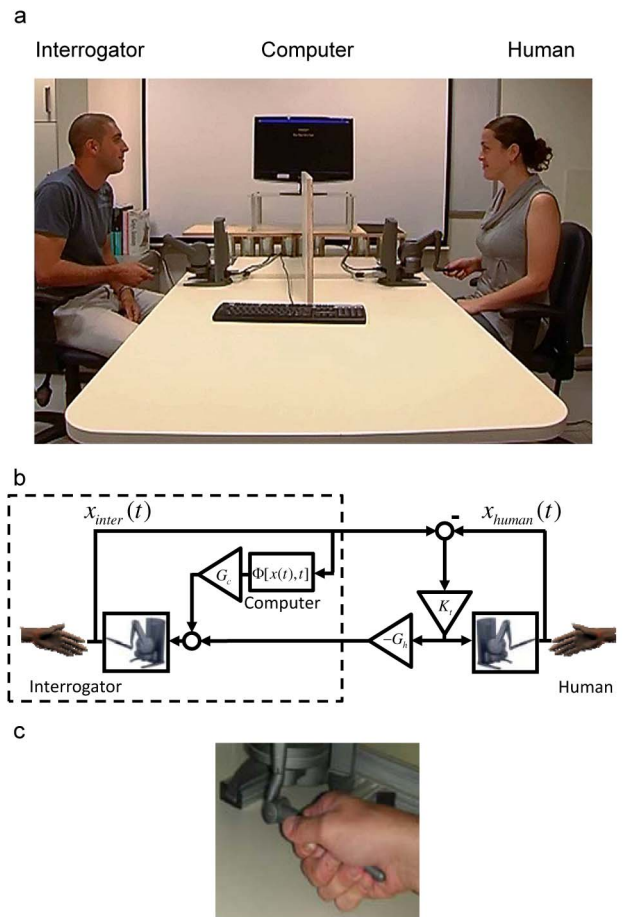 a
Interrogator Computer Human
b
x_inter(t) - x_human(t)
G_c Φ[x(t),t]
Computer
K_t
-G_h
Interrogator Human
c